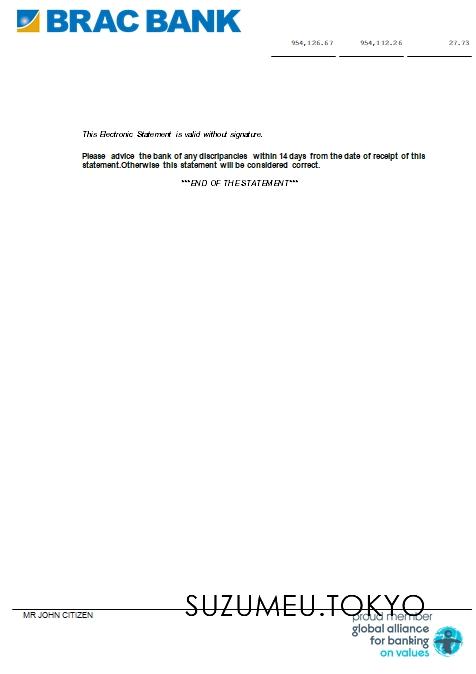 BRAC BANK
954,126.67 954,112.26 27.73
This Electronic Statement is valid without signature.
Please advice the bank of any discripancies within 14 days from the date of receipt of this
statement.Otherwise this statement will be considered correct.
***END OF THE STATEMENT***
SUZUMEU.TOKYO
MR JOHN CITIZEN
proud member
global alliance
for banking
on values